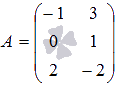 A = ( -1 3
0 1
2 -2 )